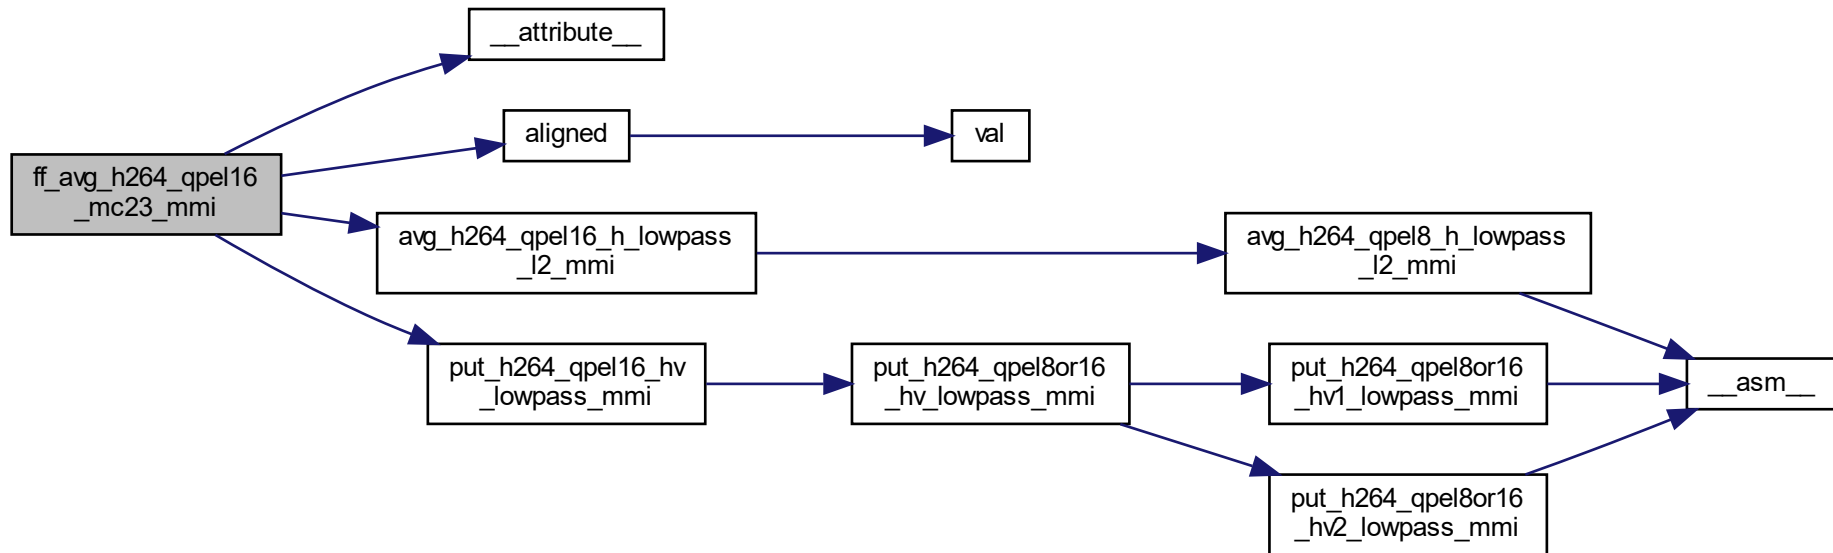 __attribute__
aligned
val
ff_avg_h264_qpel16
_mc23_mmi
avg_h264_qpel16_h_lowpass
_l2_mmi
avg_h264_qpel8_h_lowpass
_l2_mmi
put_h264_qpel16_hv
_lowpass_mmi
put_h264_qpel8or16
_hv_lowpass_mmi
put_h264_qpel8or16
_hv1_lowpass_mmi
__asm__
put_h264_qpel8or16
_hv2_lowpass_mmi